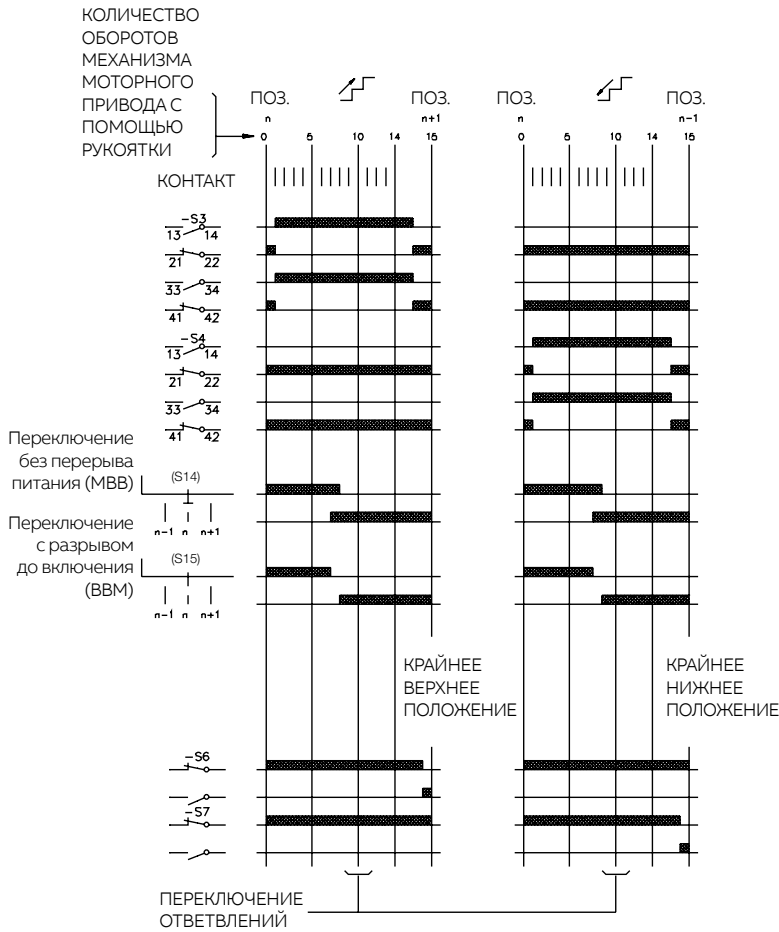 КОЛИЧЕСТВО
ОБОРОТОВ
МЕХАНИЗМА
МОТОРНОГО
ПРИВОДА С
ПОМОЩЬЮ
РУКОЯТКИ
ПОЗ. ПОЗ. ПОЗ. ПОЗ.
n n+1 n n-1
0 5 10 14 15 0 5 10 14 15
КОНТАКТ
-S3
13 14
21 22
33 34
41 42
-S4
13 14
21 22
33 34
41 42
Переключение
без перерыва
питания (MBB)
(S14)
n-1 n n+1
Переключение
с разрывом
до включения
(BBM)
(S15)
n-1 n n+1
КРАЙНЕЕ
ВЕРХНЕЕ
ПОЛОЖЕНИЕ
КРАЙНЕЕ
НИЖНЕЕ
ПОЛОЖЕНИЕ
-S6
-S7
ПЕРЕКЛЮЧЕНИЕ
ОТВЕТВЛЕНИЙ